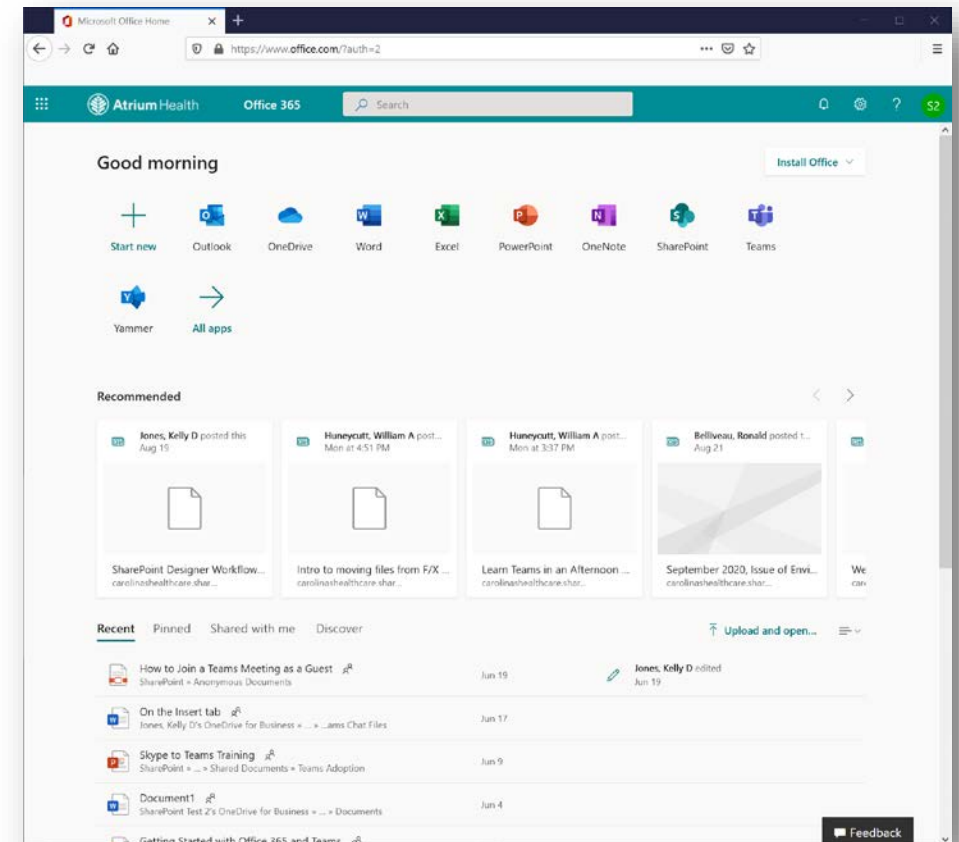 Microsoft Office Home
https://www.office.com/?auth=2
Atrium Health Office 365 Search ? S2
Good morning
Install Office
Start new Outlook OneDrive Word Excel PowerPoint OneNote SharePoint Teams
Yammer All apps
Recommended
Jones, Kelly D posted this
Aug 19
Huneycutt, William A post...
Mon at 4:51 PM
Huneycutt, William A post...
Mon at 3:37 PM
Belliveau, Ronald posted t...
Aug 21
SharePoint Designer Workflow...
carolinashealthcare.shar...
Intro to moving files from F/X ...
carolinashealthcare.shar...
Learn Teams in an Afternoon ...
carolinashealthcare.shar...
September 2020, Issue of Envi...
carolinashealthcare.shar...
We
Recent Pinned Shared with me Discover Upload and open...
How to Join a Teams Meeting as a Guest
SharePoint » Anonymous Documents
Jun 19
Jones, Kelly D edited
Jun 19
On the Insert tab
Jones, Kelly D's OneDrive for Business » ... » ...ams Chat Files
Jun 17
Skype to Teams Training
SharePoint » ... » Shared Documents » Teams Adoption
Jun 9
Document1
SharePoint Test 2's OneDrive for Business » ... » Documents
Jun 4
Getting Started with Office 365 and Teams
Feedback